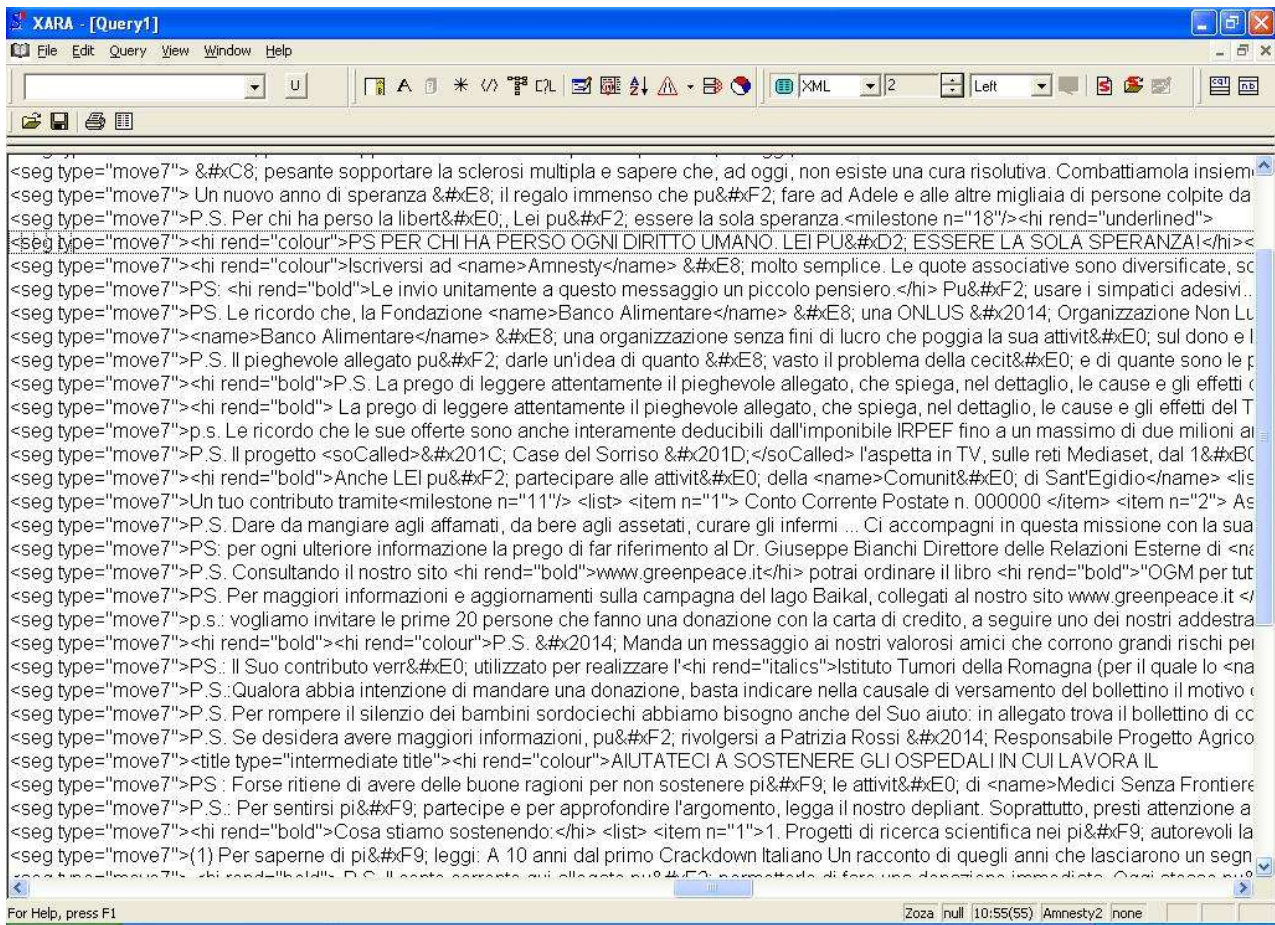 XARA - [Query1]
File Edit Query View Window Help
U A XML 2 Left cql nb
<seg type="move7"> &#xC8; pesante sopportare la sclerosi multipla e sapere che, ad oggi, non esiste una cura risolutiva. Combattiamola insiem
<seg type="move7"> Un nuovo anno di speranza &#xE8; il regalo immenso che pu&#xF2; fare ad Adele e alle altre migliaia di persone colpite da
<seg type="move7">P.S. Per chi ha perso la libert&#xE0;, Lei pu&#xF2; essere la sola speranza.<milestone n="18"/><hi rend="underlined">
<seg type="move7"><hi rend="colour">PS PER CHI HA PERSO OGNI DIRITTO UMANO. LEI PU&#xD2; ESSERE LA SOLA SPERANZA!</hi><
<seg type="move7"><hi rend="colour">Iscriversi ad <name>Amnesty</name> &#xE8; molto semplice. Le quote associative sono diversificate, sc
<seg type="move7">PS: <hi rend="bold">Le invio unitamente a questo messaggio un piccolo pensiero.</hi> Pu&#xF2; usare i simpatici adesivi...
<seg type="move7">PS. Le ricordo che, la Fondazione <name>Banco Alimentare</name> &#xE8; una ONLUS &#x2014; Organizzazione Non Lu
<seg type="move7"><name>Banco Alimentare</name> &#xE8; una organizzazione senza fini di lucro che poggia la sua attivit&#xE0; sul dono e l
<seg type="move7">P.S. Il pieghevole allegato pu&#xF2; darle un'idea di quanto &#xE8; vasto il problema della cecit&#xE0; e di quante sono le p
<seg type="move7"><hi rend="bold">P.S. La prego di leggere attentamente il pieghevole allegato, che spiega, nel dettaglio, le cause e gli effetti
<seg type="move7"><hi rend="bold"> La prego di leggere attentamente il pieghevole allegato, che spiega, nel dettaglio, le cause e gli effetti del T
<seg type="move7">p.s. Le ricordo che le sue offerte sono anche interamente deducibili dall'imponibile IRPEF fino a un massimo di due milioni a
<seg type="move7">P.S. Il progetto <soCalled>&#x201C; Case del Sorriso &#x201D;</soCalled> l'aspetta in TV, sulle reti Mediaset, dal 1&#xB0
<seg type="move7"><hi rend="bold">Anche LEI pu&#xF2; partecipare alle attivit&#xE0; della <name>Comunit&#xE0; di Sant'Egidio</name> <lis
<seg type="move7">Un tuo contributo tramite<milestone n="11"/> <list> <item n="1"> Conto Corrente Postate n. 000000 </item> <item n="2"> As
<seg type="move7">P.S. Dare da mangiare agli affamati, da bere agli assetati, curare gli infermi ... Ci accompagni in questa missione con la sua
<seg type="move7">PS: per ogni ulteriore informazione la prego di far riferimento al Dr. Giuseppe Bianchi Direttore delle Relazioni Esterne di <na
<seg type="move7">P.S. Consultando il nostro sito <hi rend="bold">www.greenpeace.it</hi> potrai ordinare il libro <hi rend="bold">"OGM per tut
<seg type="move7">PS. Per maggiori informazioni e aggiornamenti sulla campagna del lago Baikal, collegati al nostro sito www.greenpeace.it </
<seg type="move7">p.s.: vogliamo invitare le prime 20 persone che fanno una donazione con la carta di credito, a seguire uno dei nostri addestra
<seg type="move7"><hi rend="bold"><hi rend="colour">P.S. &#x2014; Manda un messaggio ai nostri valorosi amici che corrono grandi rischi per
<seg type="move7">PS.: Il Suo contributo verr&#xE0; utilizzato per realizzare l'<hi rend="italics">Istituto Tumori della Romagna (per il quale lo <na
<seg type="move7">P.S.:Qualora abbia intenzione di mandare una donazione, basta indicare nella causale di versamento del bollettino il motivo
<seg type="move7">P.S. Per rompere il silenzio dei bambini sordociechi abbiamo bisogno anche del Suo aiuto: in allegato trova il bollettino di cc
<seg type="move7">P.S. Se desidera avere maggiori informazioni, pu&#xF2; rivolgersi a Patrizia Rossi &#x2014; Responsabile Progetto Agrico
<seg type="move7"><title type="intermediate title"><hi rend="colour">AIUTATECI A SOSTENERE GLI OSPEDALI IN CUI LAVORA IL
<seg type="move7">PS : Forse ritiene di avere delle buone ragioni per non sostenere pi&#xF9; le attivit&#xE0; di <name>Medici Senza Frontiere
<seg type="move7">P.S.: Per sentirsi pi&#xF9; partecipe e per approfondire l'argomento, legga il nostro depliant. Soprattutto, presti attenzione a
<seg type="move7"><hi rend="bold">Cosa stiamo sostenendo:</hi> <list> <item n="1">1. Progetti di ricerca scientifica nei pi&#xF9; autorevoli la
<seg type="move7">(1) Per saperne di pi&#xF9; leggi: A 10 anni dal primo Crackdown Italiano Un racconto di quegli anni che lasciarono un segn
For Help, press F1 Zoza null 10:55(55) Amnesty2 none